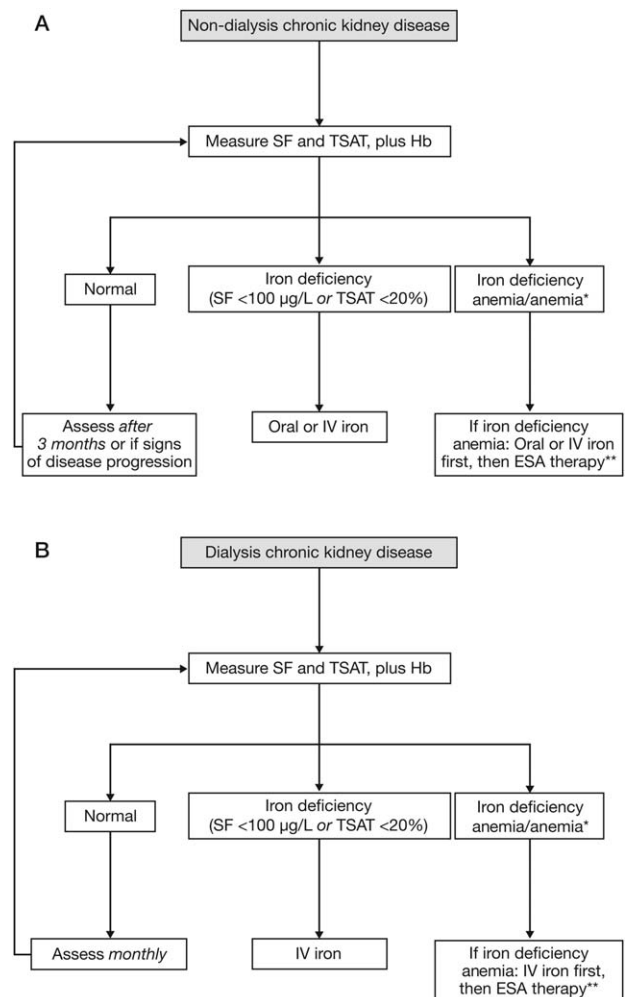 A
Non-dialysis chronic kidney disease
Measure SF and TSAT, plus Hb
Normal
Iron deficiency
(SF <100 µg/L or TSAT <20%)
Iron deficiency
anemia/anemia*
Assess after
3 months or if signs
of disease progression
Oral or IV iron
If iron deficiency
anemia: Oral or IV iron
first, then ESA therapy**
B
Dialysis chronic kidney disease
Measure SF and TSAT, plus Hb
Normal
Iron deficiency
(SF <100 µg/L or TSAT <20%)
Iron deficiency
anemia/anemia*
Assess monthly
IV iron
If iron deficiency
anemia: IV iron first,
then ESA therapy**